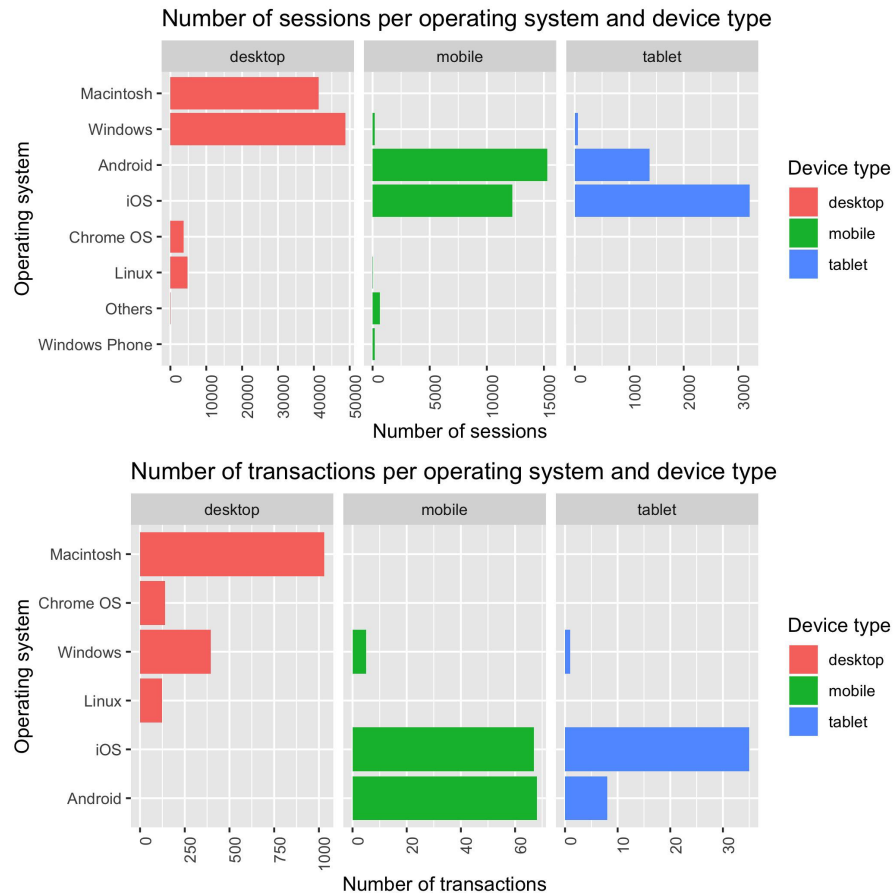 Number of sessions per operating system and device type
desktop mobile tablet
Operating system
Macintosh
Windows
Android
iOS
Chrome OS
Linux
Others
Windows Phone
0 10000 20000 30000 40000 50000 0 5000 10000 15000 0 1000 2000 3000
Number of sessions
Device type
desktop
mobile
tablet
Number of transactions per operating system and device type
desktop mobile tablet
Operating system
Macintosh
Chrome OS
Windows
Linux
iOS
Android
0 250 500 750 1000 0 20 40 60 0 10 20 30
Number of transactions
Device type
desktop
mobile
tablet